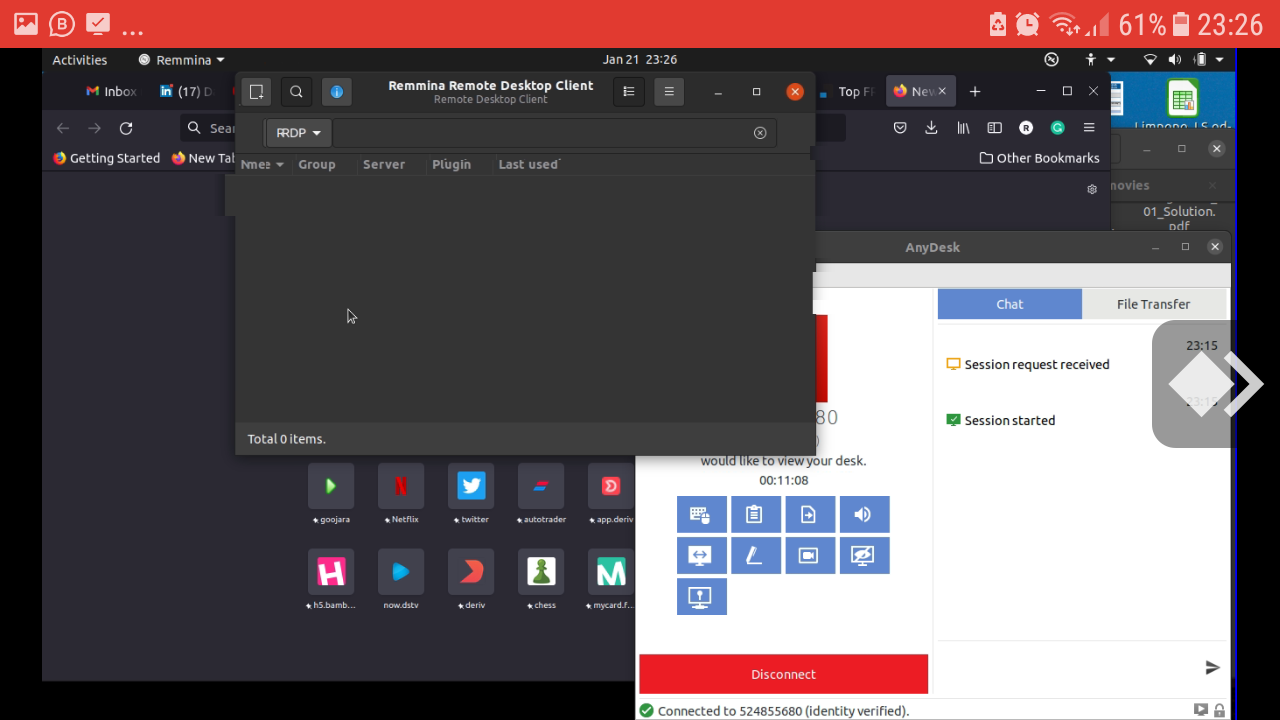 B ... 61% 23:26
Activities Remmina Jan 21 23:26
Inbox in (17) D Remmina Remote Desktop Client Top FF New
Remote Desktop Client
Sear RDP R
Getting Started New Tab Other Bookmarks
Group Server Plugin Last used
movies
01_Solution.
pdf
AnyDesk
Chat File Transfer
23:15
Session request received
23:15
80
Session started
Total 0 items.
would like to view your desk.
00:11:08
goojara Netflix twitter autotrader app.deriv
h5.bamb... now.dstv deriv chess mycard.f...
Disconnect
Connected to 524855680 (identity verified).